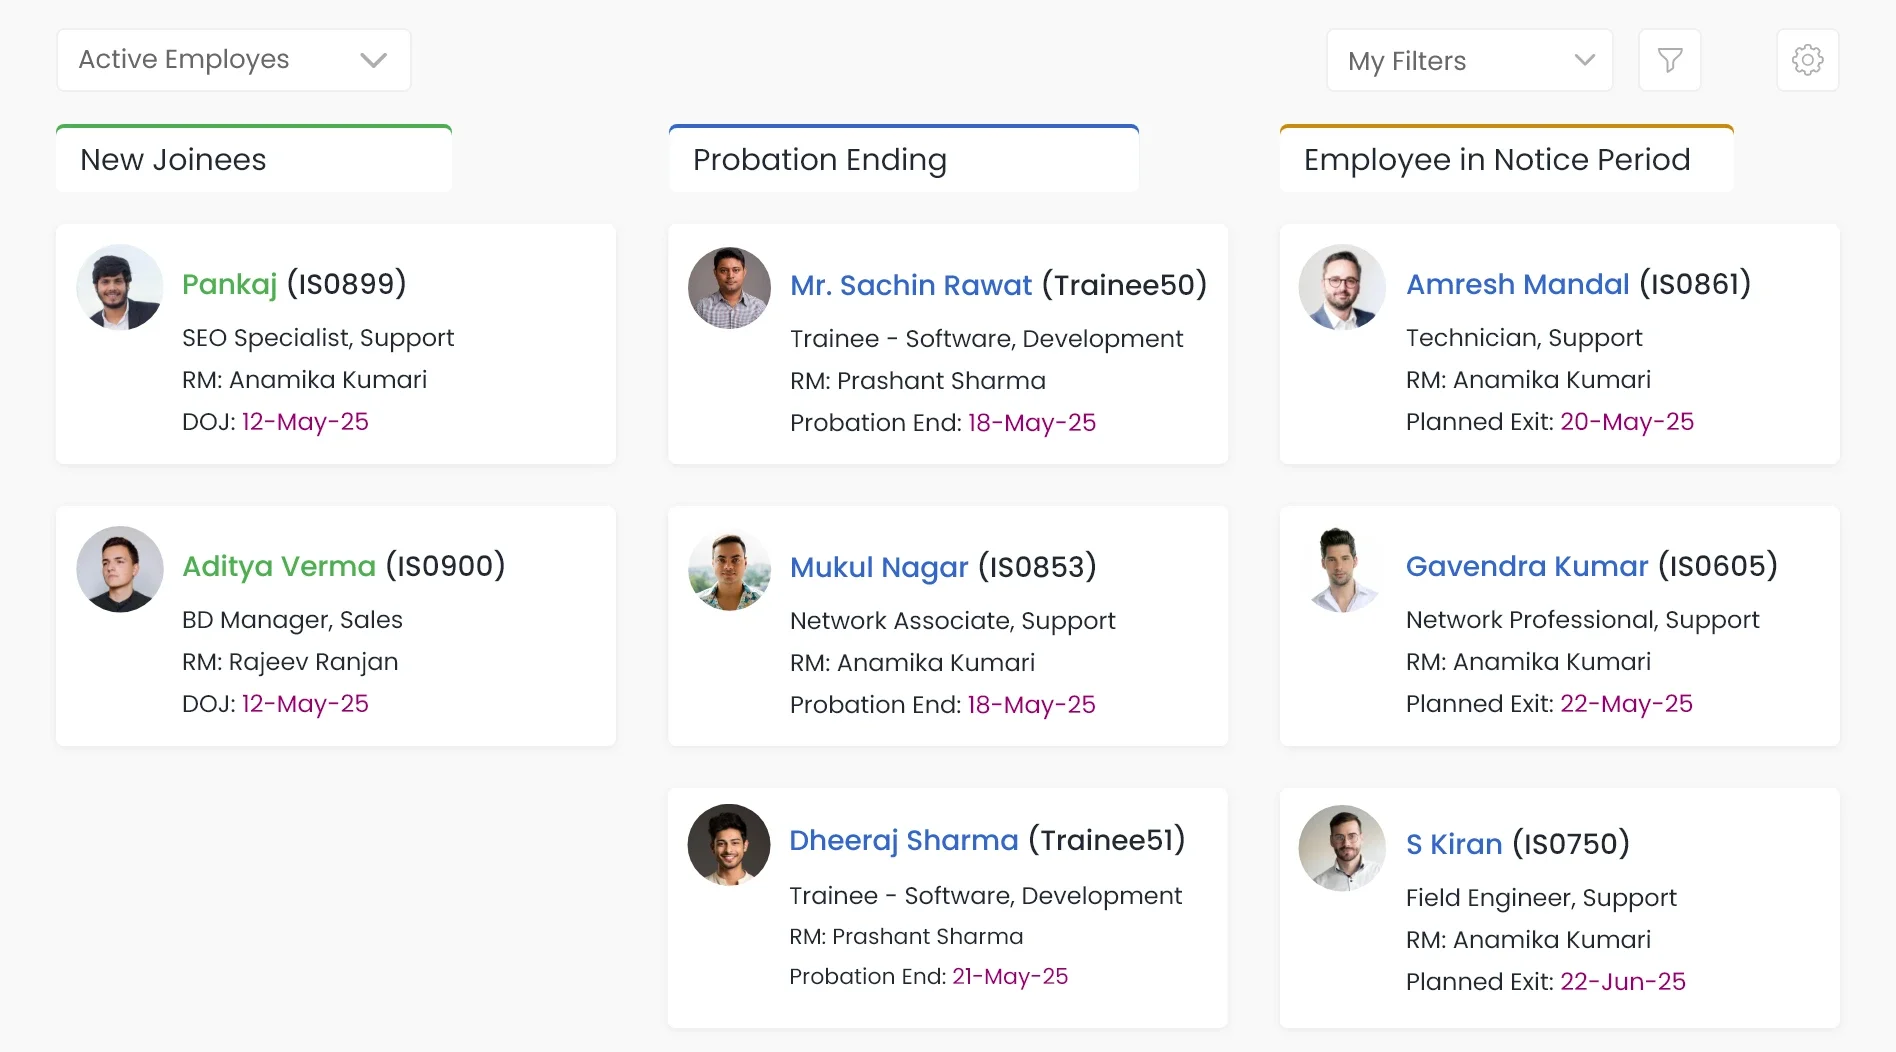 Active Employes
My Filters
New Joinees
Pankaj (IS0899)
SEO Specialist, Support
RM: Anamika Kumari
DOJ: 12-May-25
Aditya Verma (IS0900)
BD Manager, Sales
RM: Rajeev Ranjan
DOJ: 12-May-25
Probation Ending
Mr. Sachin Rawat (Trainee50)
Trainee - Software, Development
RM: Prashant Sharma
Probation End: 18-May-25
Mukul Nagar (IS0853)
Network Associate, Support
RM: Anamika Kumari
Probation End: 18-May-25
Dheeraj Sharma (Trainee51)
Trainee - Software, Development
RM: Prashant Sharma
Probation End: 21-May-25
Employee in Notice Period
Amresh Mandal (IS0861)
Technician, Support
RM: Anamika Kumari
Planned Exit: 20-May-25
Gavendra Kumar (IS0605)
Network Professional, Support
RM: Anamika Kumari
Planned Exit: 22-May-25
S Kiran (IS0750)
Field Engineer, Support
RM: Anamika Kumari
Planned Exit: 22-Jun-25